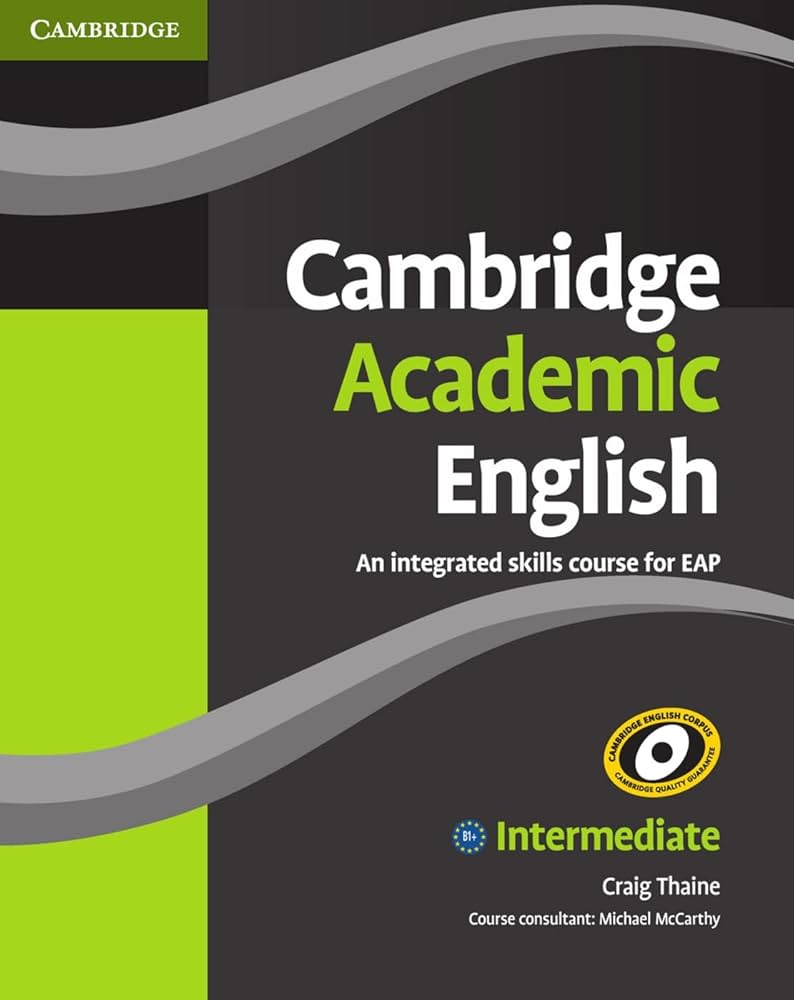 CAMBRIDGE
Cambridge
Academic
English
An integrated skills course for EAP
CAMBRIDGE ENGLISH CORPUS
CAMBRIDGE QUALITY GUARANTEE
B1+
Intermediate
Craig Thaine
Course consultant: Michael McCarthy